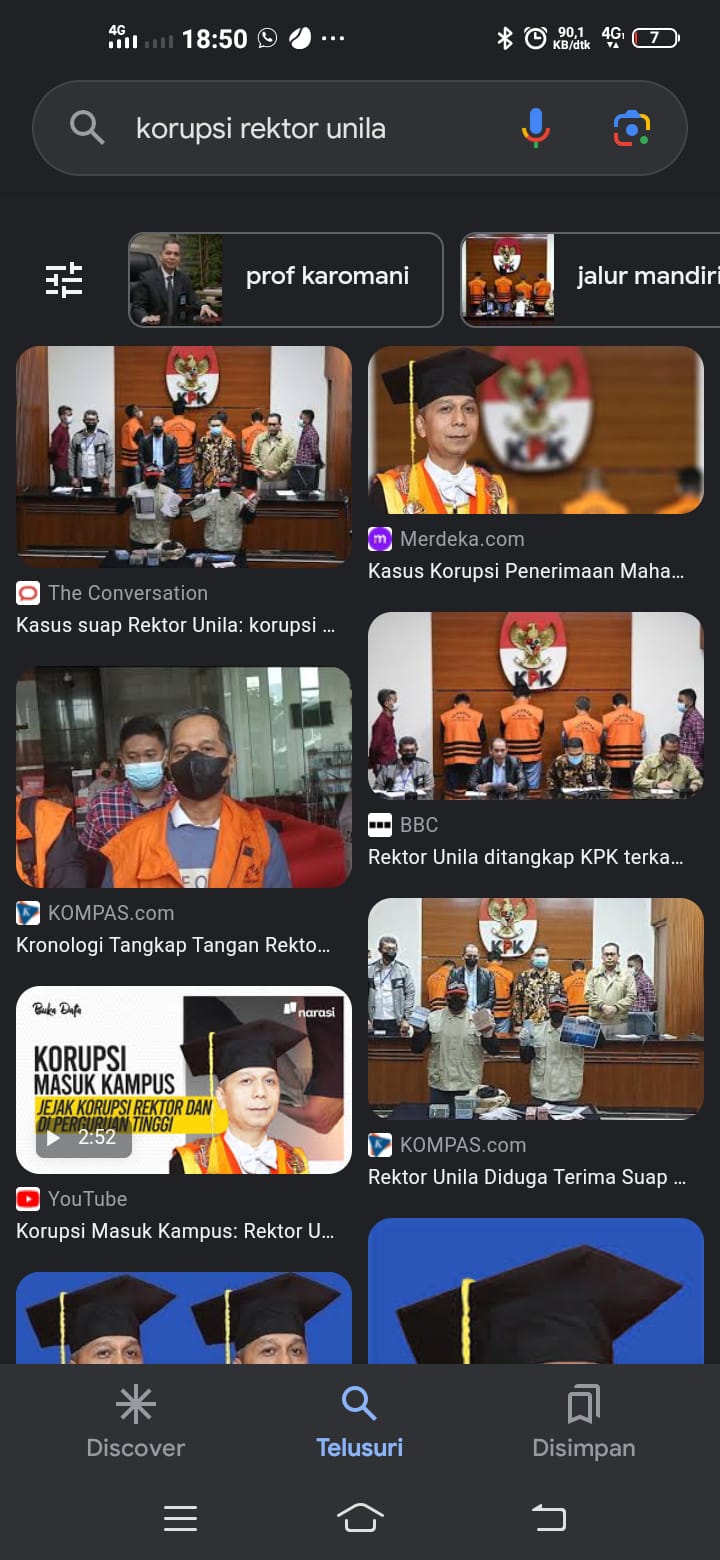 4G
18:50
90,1
KB/dtk
4G
7
korupsi rektor unila
prof karomani
jalur mandiri
KPK
The Conversation
Kasus suap Rektor Unila: korupsi ...
KPK
Merdeka.com
Kasus Korupsi Penerimaan Maha...
KPK
BBC
Rektor Unila ditangkap KPK terka...
KOMPAS.com
Kronologi Tangkap Tangan Rekto...
KPK
KOMPAS.com
Rektor Unila Diduga Terima Suap ...
Buka Data
narasi
KORUPSI
MASUK KAMPUS
JEJAK KORUPSI REKTOR DAN
DI PERGURUAN TINGGI
2:52
YouTube
Korupsi Masuk Kampus: Rektor U...
Discover
Telusuri
Disimpan